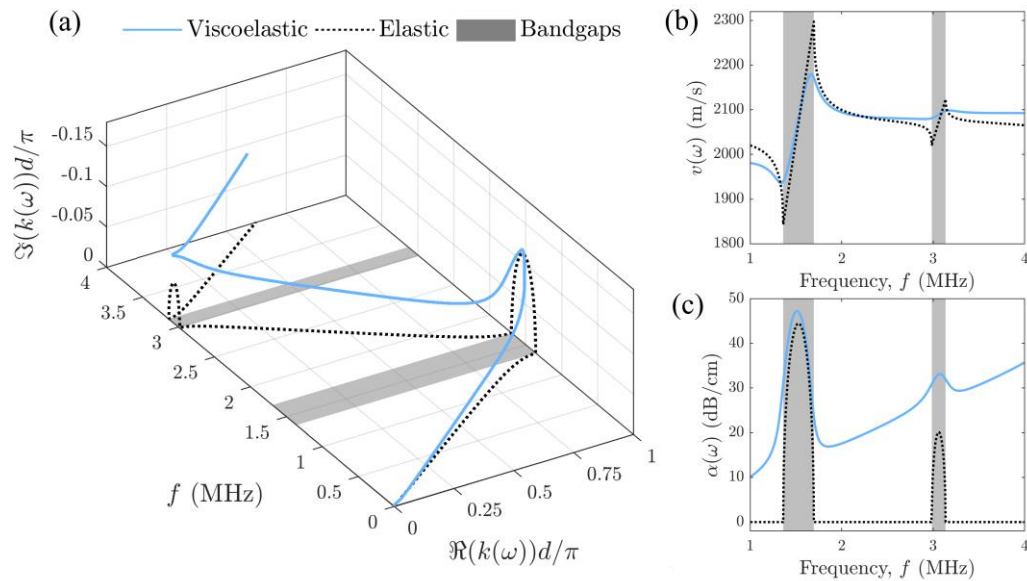 (a)
Viscoelastic Elastic Bandgaps
ℑ(k(ω))d/π
-0.15
-0.1
-0.05
0
4
3.5
3
2.5
2
1.5
1
0.5
0
f (MHz)
0
0.25
0.5
0.75
1
ℜ(k(ω))d/π
(b)
v(ω) (m/s)
2300
2200
2100
2000
1900
1800
1 2 3 4
Frequency, f (MHz)
(c)
α(ω) (dB/cm)
50
40
30
20
10
0
1 2 3 4
Frequency, f (MHz)